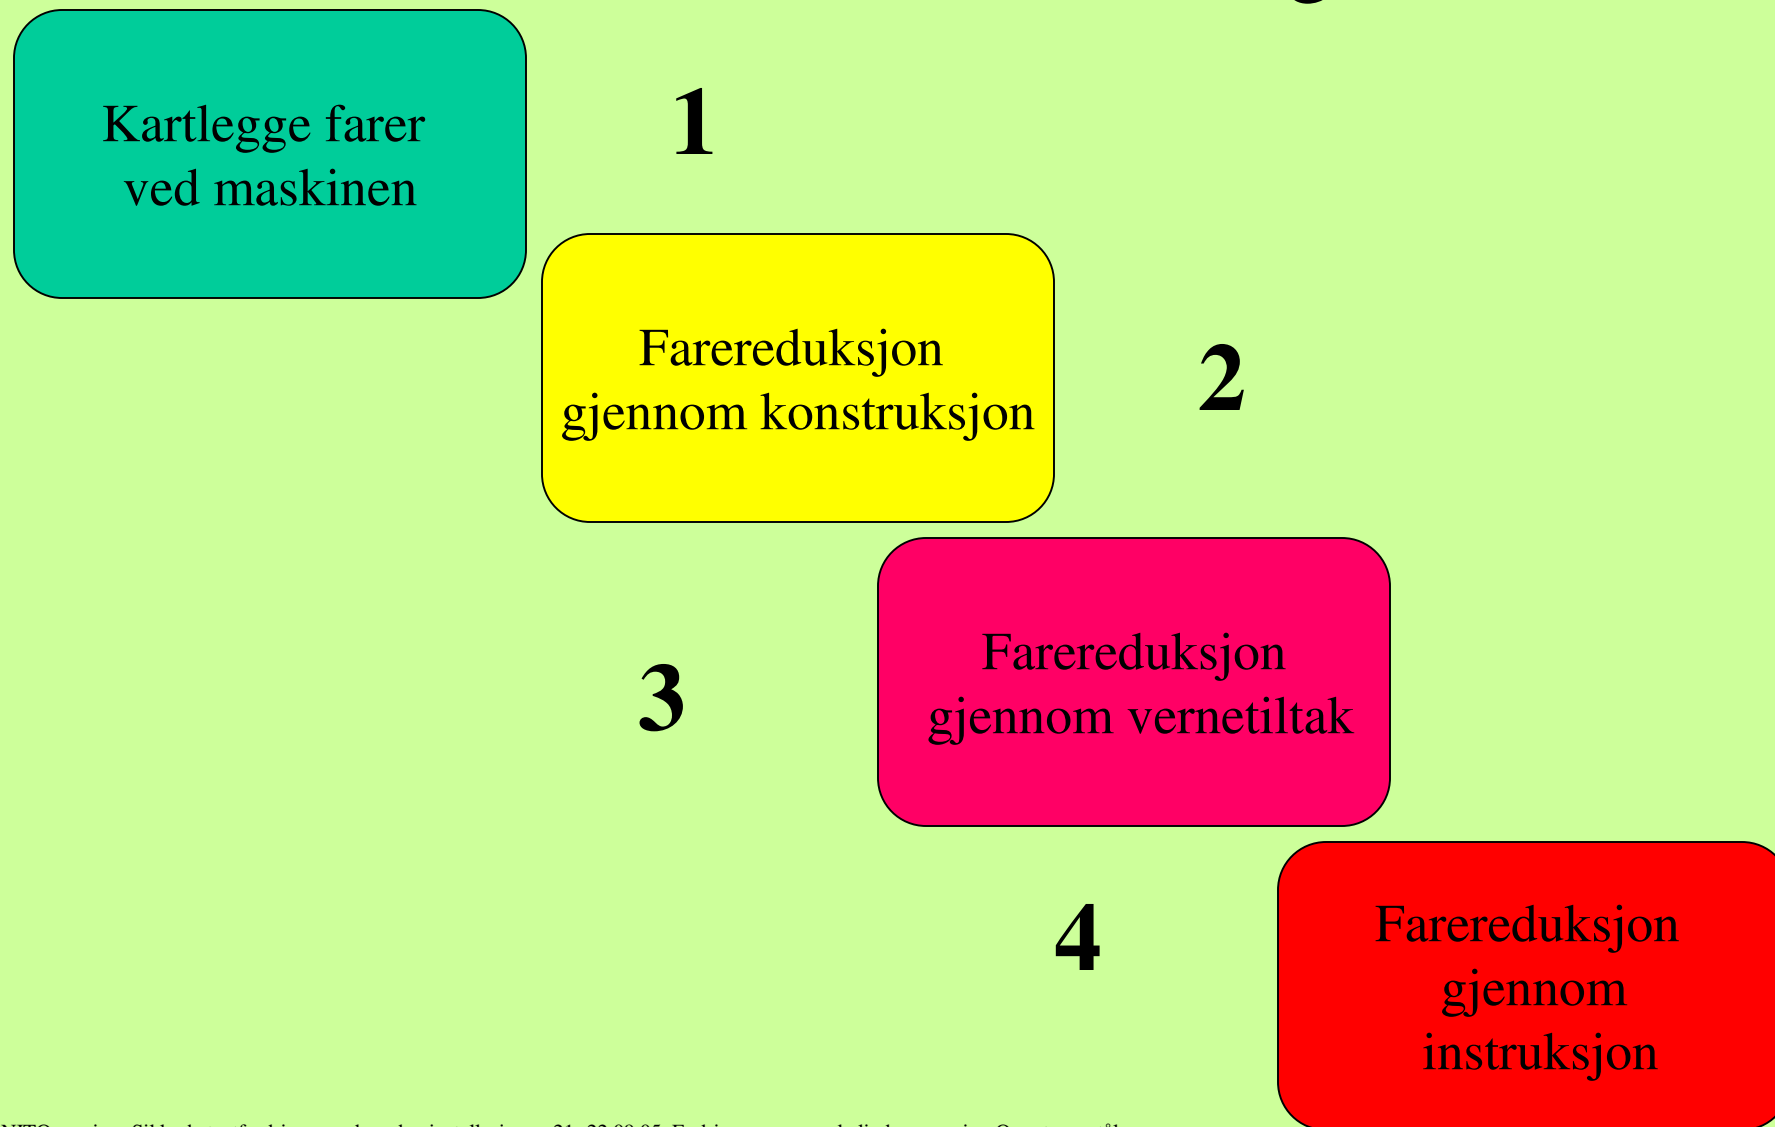 Kartlegge farer
ved maskinen
1
Farereduksjon
gjennom konstruksjon
2
Farereduksjon
gjennom vernetiltak
3
4
Farereduksjon
gjennom
instruksjon